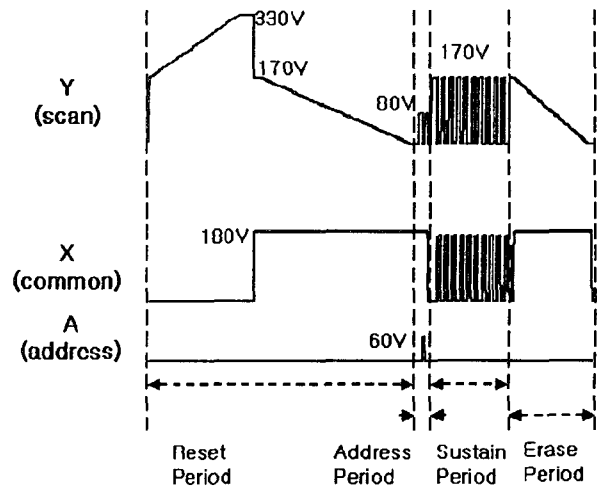 330V
170V
170V
80V
Y
(scan)
180V
X
(common)
A
(address)
60V
Reset
Period
Address
Period
Sustain
Period
Erase
Period